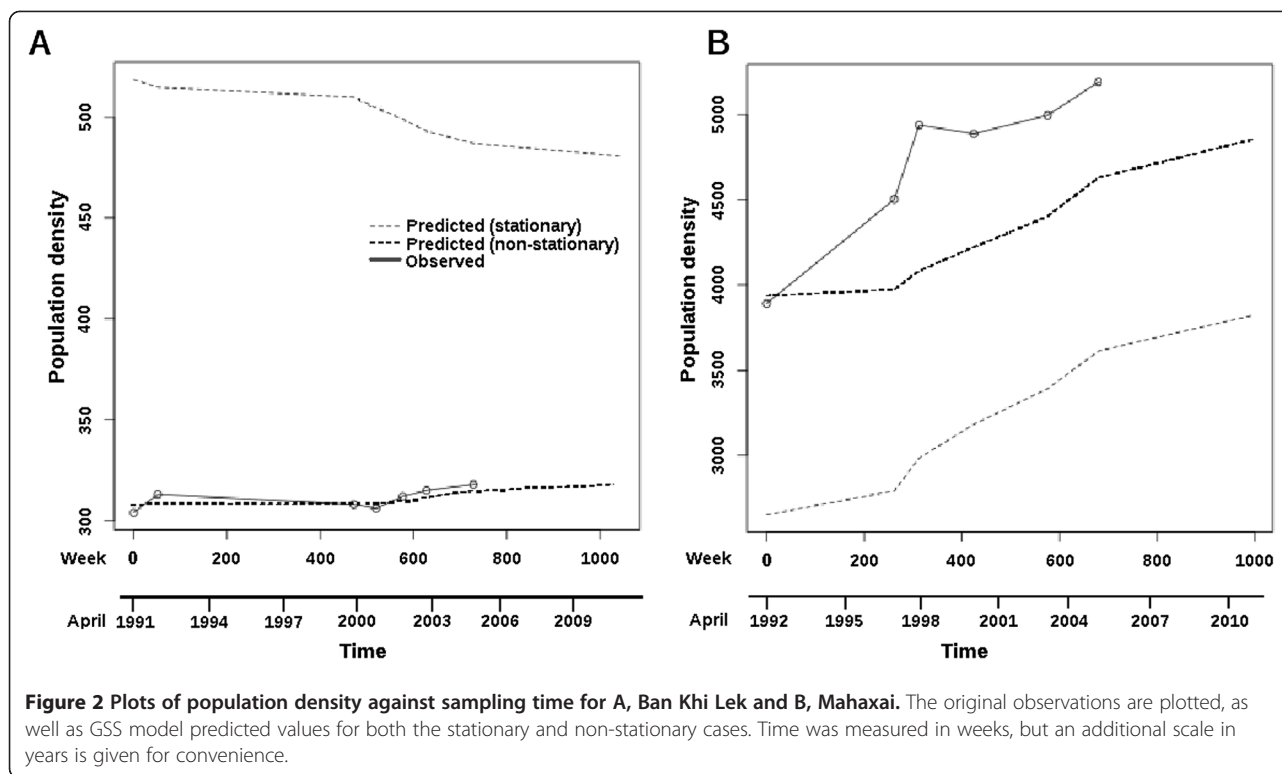 A
Population density
500
450
400
350
300
Predicted (stationary)
Predicted (non-stationary)
Observed
Week 0 200 400 600 800 1000
April 1991 1994 1997 2000 2003 2006 2009
Time
B
Population density
5000
4500
4000
3500
3000
0 200 400 600 800 1000
Week
April 1992 1995 1998 2001 2004 2007 2010
Time
Figure 2 Plots of population density against sampling time for A, Ban Khi Lek and B, Mahaxai. The original observations are plotted, as
well as GSS model predicted values for both the stationary and non-stationary cases. Time was measured in weeks, but an additional scale in
years is given for convenience.